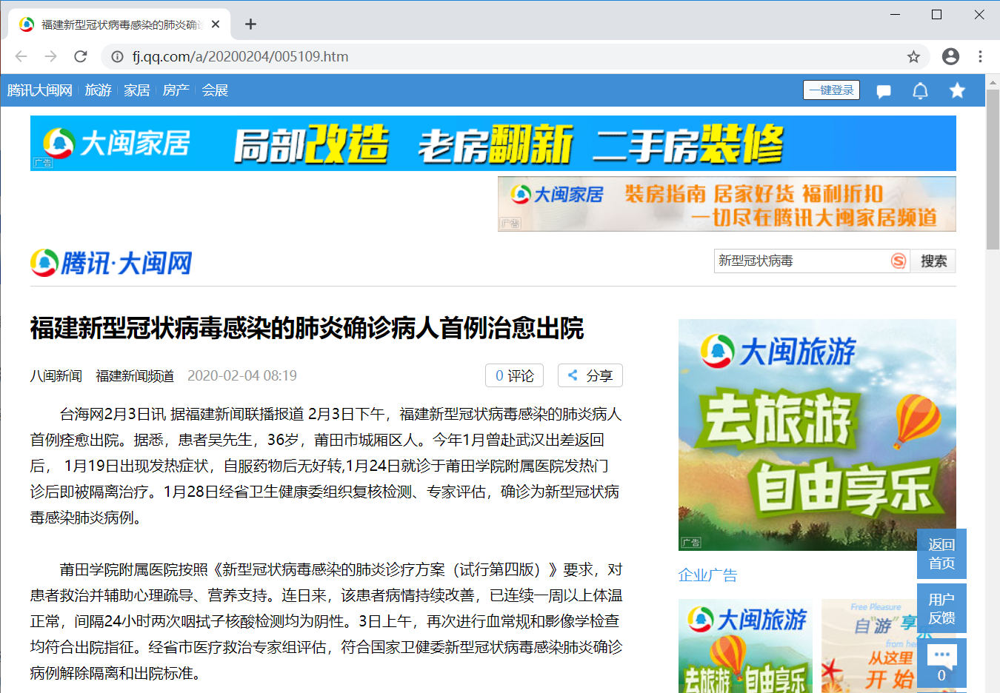 福建新型冠状病毒感染的肺炎确诊
fj.qq.com/a/20200204/005109.htm
腾讯大闽网 旅游 家居 房产 会展
一键登录
大闽家居 局部改造 老房翻新 二手房装修
广告
大闽家居 装房指南 居家好货 福利折扣
一切尽在腾讯大闽家居频道
广告
腾讯·大闽网
新型冠状病毒
搜索
福建新型冠状病毒感染的肺炎确诊病人首例治愈出院
八闽新闻 福建新闻频道 2020-02-04 08:19
0 评论
分享
台海网2月3日讯 据福建新闻联播报道 2月3日下午，福建新型冠状病毒感染的肺炎病人
首例痊愈出院。据悉，患者吴先生，36岁，莆田市城厢区人。今年1月曾赴武汉出差返回
后， 1月19日出现发热症状，自服药物后无好转,1月24日就诊于莆田学院附属医院发热门
诊后即被隔离治疗。1月28日经省卫生健康委组织复核检测、专家评估，确诊为新型冠状病
毒感染肺炎病例。
莆田学院附属医院按照《新型冠状病毒感染的肺炎诊疗方案（试行第四版）》要求，对
患者救治并辅助心理疏导、营养支持。连日来，该患者病情持续改善，已连续一周以上体温
正常，间隔24小时两次咽拭子核酸检测均为阴性。3日上午，再次进行血常规和影像学检查
均符合出院指征。经省市医疗救治专家组评估，符合国家卫健委新型冠状病毒感染肺炎确诊
病例解除隔离和出院标准。
大闽旅游
去旅游
自由享乐
广告
返回
首页
企业广告
用户
反馈
0
大闽旅游
去旅游 自由享乐
Free Pleasure
自"游"享乐
from
从这里
开始